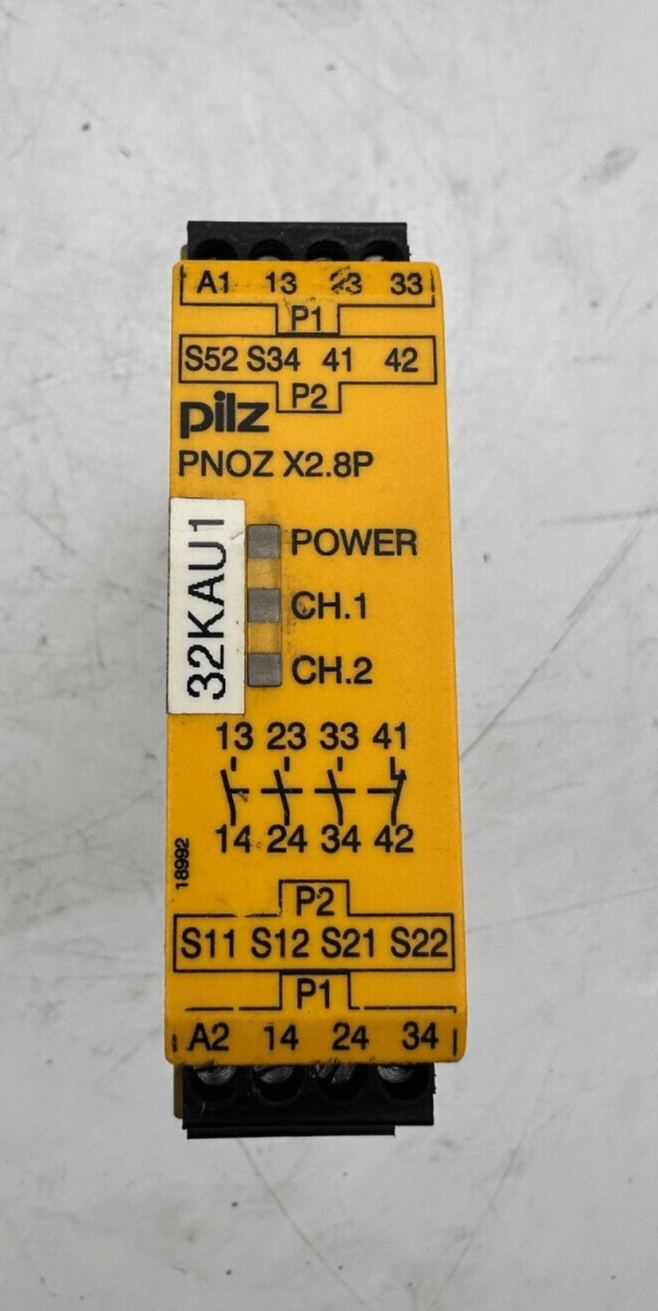 A1 13 23 33
P1
S52 S34 41 42
P2
pilz
PNOZ X2.8P
32KAU1
POWER
CH.1
CH.2
13 23 33 41
14 24 34 42
18992
P2
S11 S12 S21 S22
P1
A2 14 24 34